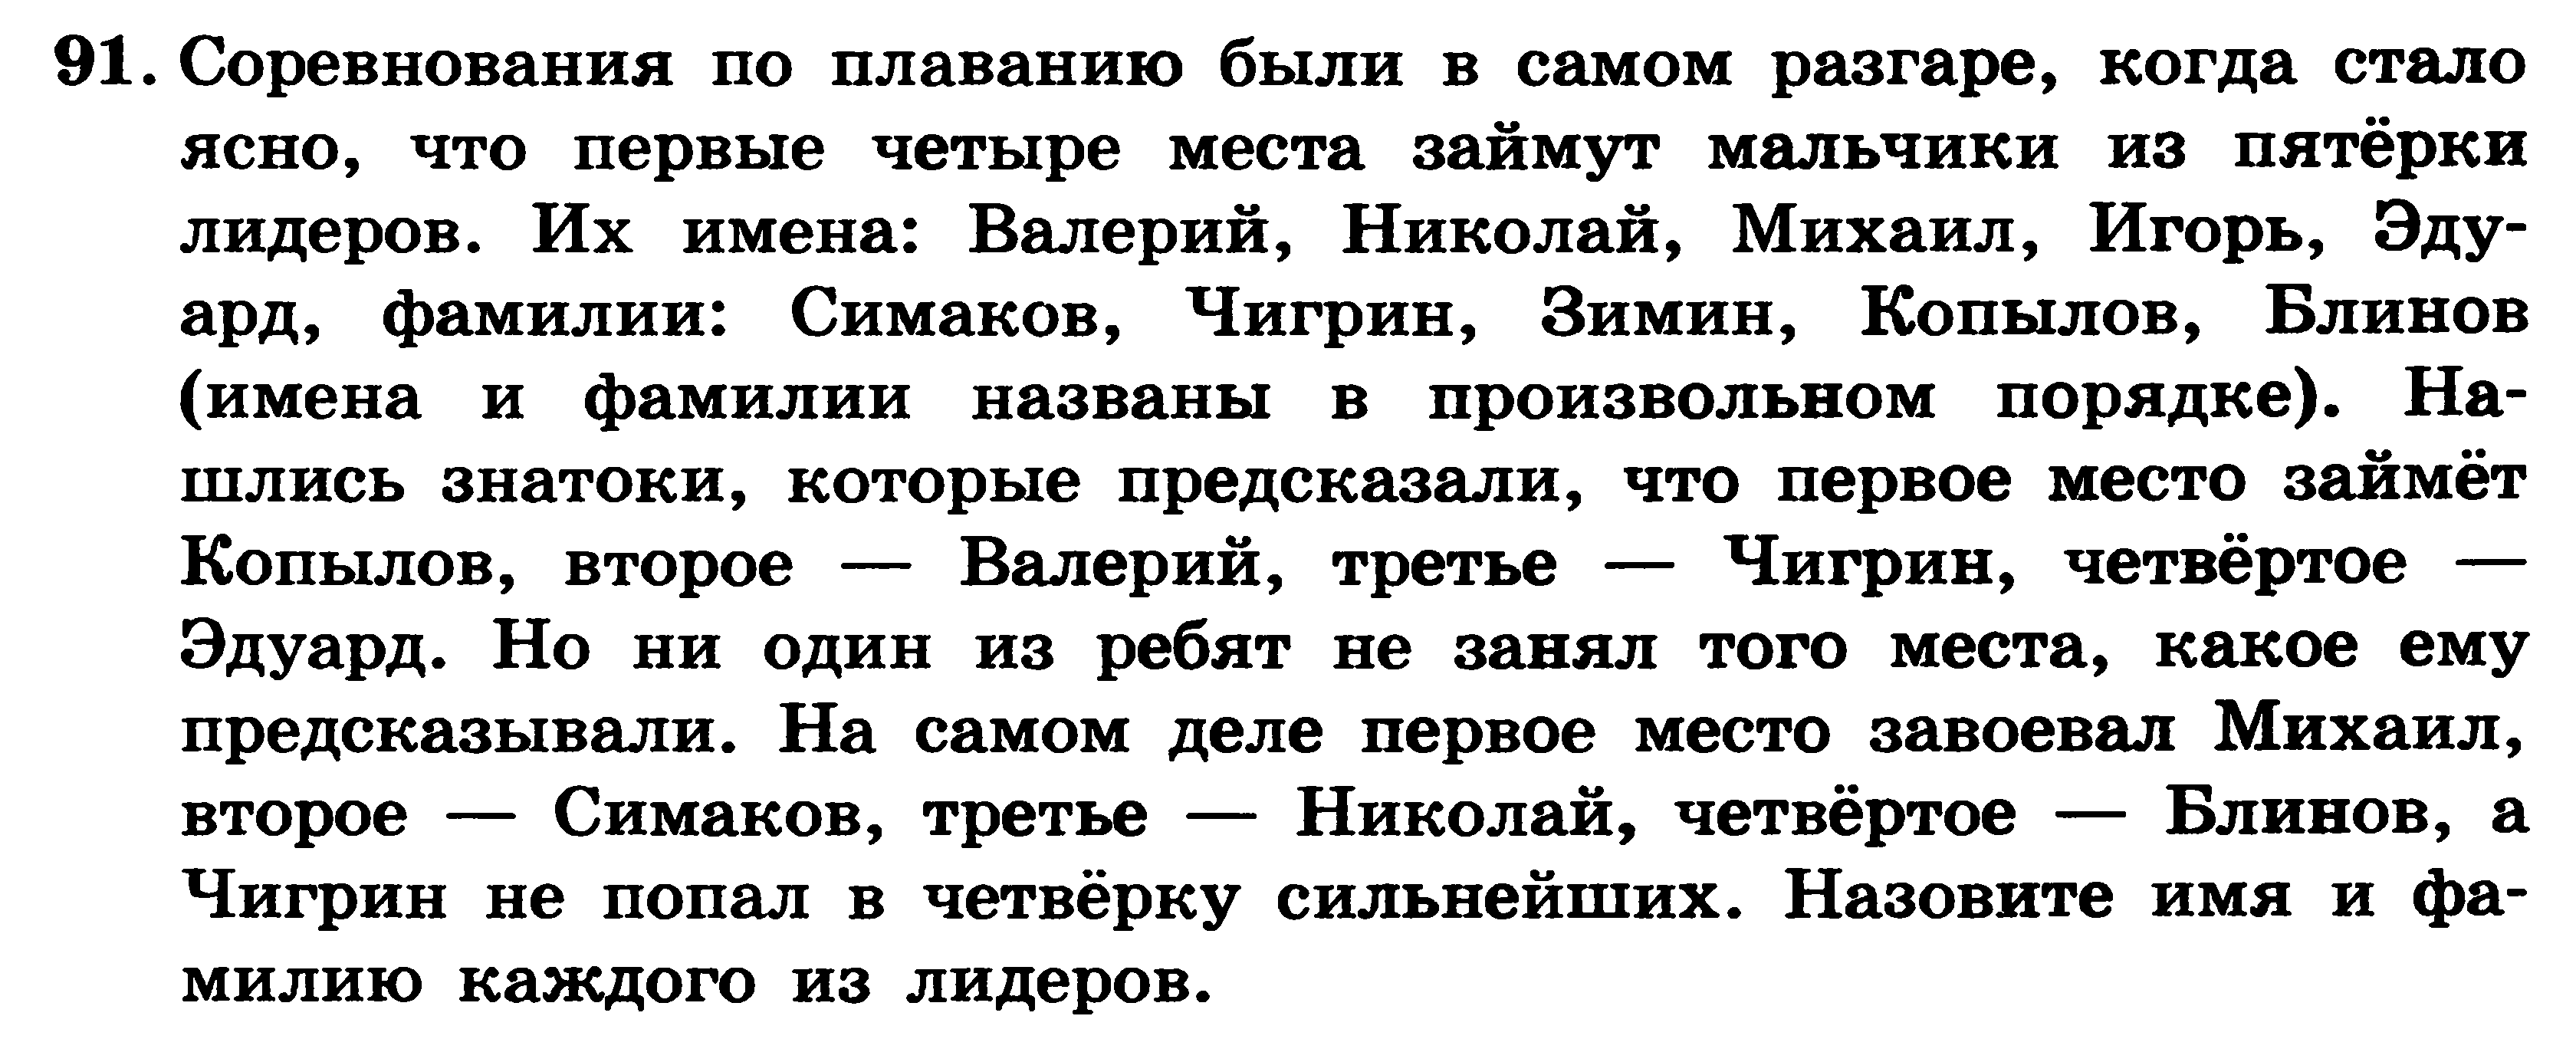 91. Соревнования по плаванию были в самом разгаре, когда стало
ясно, что первые четыре места займут мальчики из пятёрки
лидеров. Их имена: Валерий, Николай, Михаил, Игорь, Эду-
ард, фамилии: Симаков, Чигрин, Зимин, Копылов, Блинов
(имена и фамилии названы в произвольном порядке). На-
шлись знатоки, которые предсказали, что первое место займёт
Копылов, второе — Валерий, третье — Чигрин, четвёртое —
Эдуард. Но ни один из ребят не занял того места, какое ему
предсказывали. На самом деле первое место завоевал Михаил,
второе — Симаков, третье — Николай, четвёртое — Блинов, а
Чигрин не попал в четвёрку сильнейших. Назовите имя и фа-
милию каждого из лидеров.